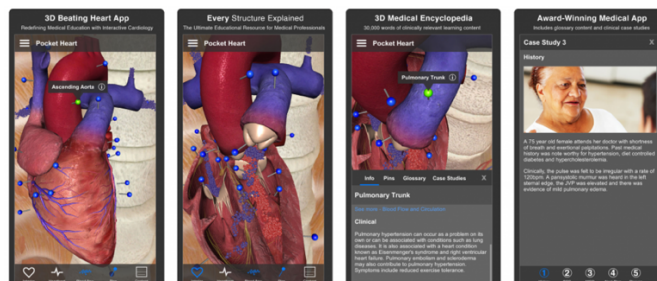 3D Beating Heart App
Redefining Medical Education with Interactive Cardiology
Pocket Heart
Ascending Aorta
Every Structure Explained
The Ultimate Educational Resource for Medical Professionals
Pocket Heart
3D Medical Encyclopedia
30,000 words of clinically relevant learning content
Pocket Heart
Pulmonary Trunk
Info Pins Glossary Case Studies X
Pulmonary Trunk
See more - Blood Flow and Circulation
Clinical
Pulmonary hypertension can occur as a problem on its
own or can be associated with conditions such as lung
diseases. It is also associated with a heart condition
known as Eisenmenger's syndrome and right ventricular
heart failure. Pulmonary embolism and scleroderma
may also contribute to pulmonary hypertension.
Symptoms include reduced exercise tolerance.
Award-Winning Medical App
Includes glossary content and clinical case studies
Case Study 3 X
History
A 75 year old female attends her doctor with shortness
of breath and exertional palpitations. Past medical
history was note worthy for hypertension, diet controlled
diabetes and hypercholesterolemia.
Clinically, the pulse was felt to be irregular with a rate of
120bpm. A pansystolic murmur was heard in the left
sternal edge, the JVP was elevated and there was
evidence of mild pulmonary edema.
1 2 3 4 5